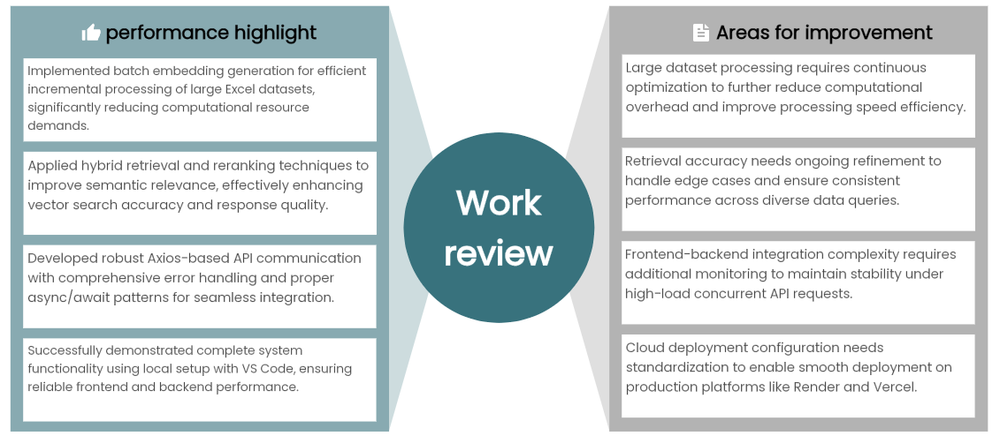 performance highlight
Implemented batch embedding generation for efficient
incremental processing of large Excel datasets,
significantly reducing computational resource
demands.
Applied hybrid retrieval and reranking techniques to
improve semantic relevance, effectively enhancing
vector search accuracy and response quality.
Developed robust Axios-based API communication
with comprehensive error handling and proper
async/await patterns for seamless integration.
Successfully demonstrated complete system
functionality using local setup with VS Code, ensuring
reliable frontend and backend performance.
Work
review
Areas for improvement
Large dataset processing requires continuous
optimization to further reduce computational
overhead and improve processing speed efficiency.
Retrieval accuracy needs ongoing refinement to
handle edge cases and ensure consistent
performance across diverse data queries.
Frontend-backend integration complexity requires
additional monitoring to maintain stability under
high-load concurrent API requests.
Cloud deployment configuration needs
standardization to enable smooth deployment on
production platforms like Render and Vercel.